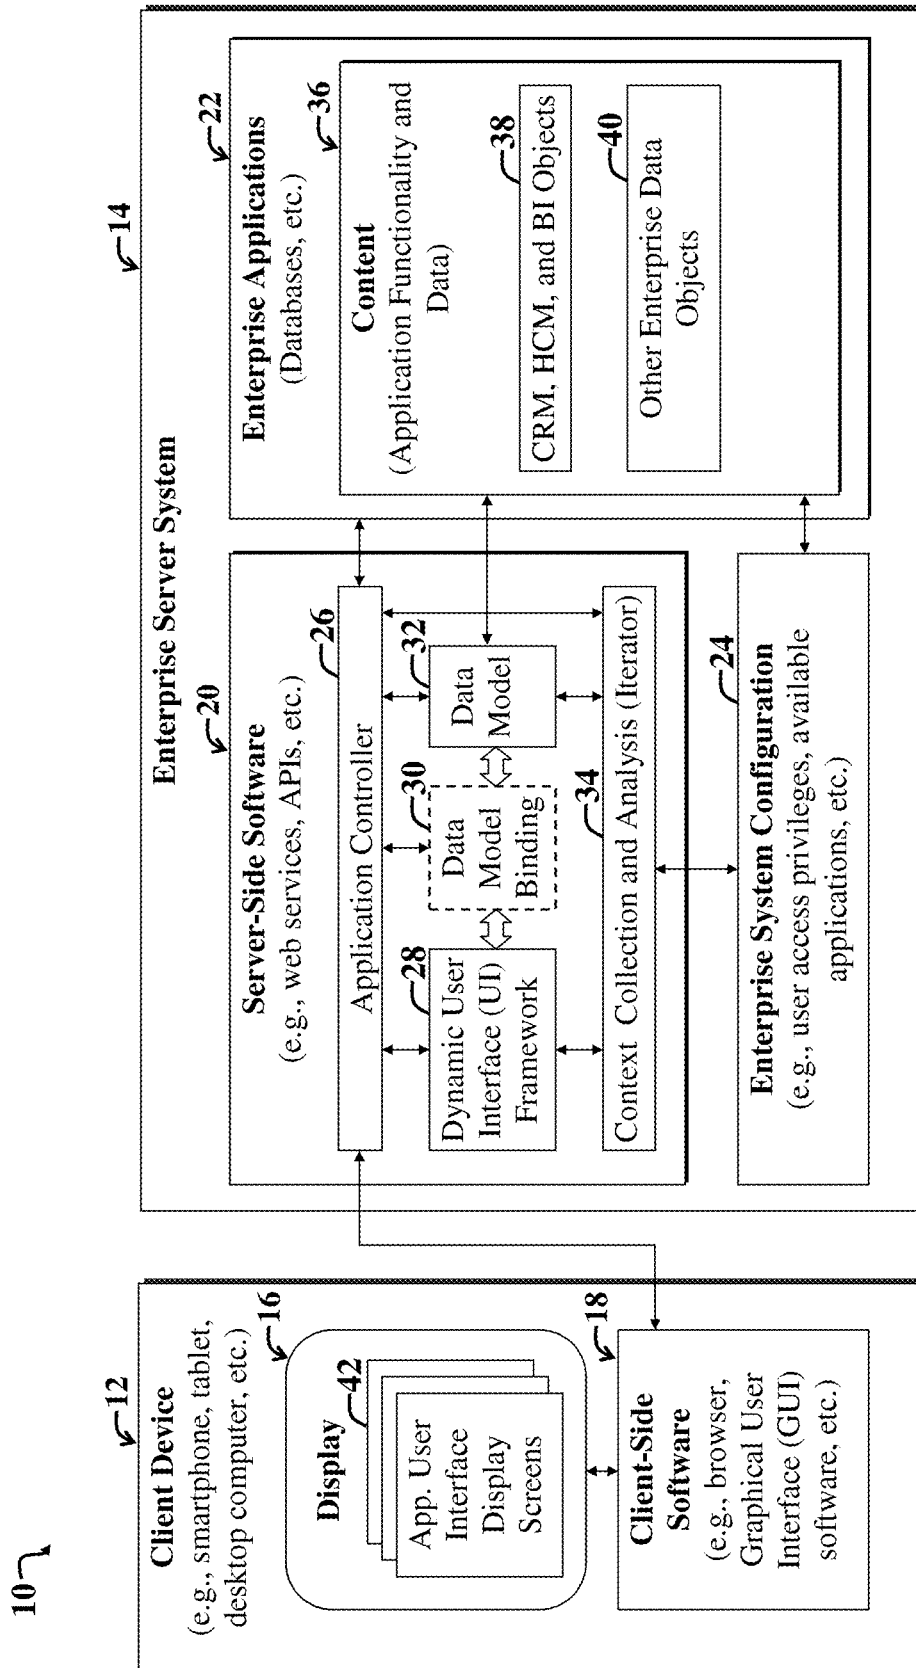 10
12
Client Device
(e.g., smartphone, tablet,
desktop computer, etc.)
16
Display
42
App. User
Interface
Display
Screens
18
Client-Side
Software
(e.g., browser,
Graphical User
Interface (GUI)
software, etc.)
14
Enterprise Server System
20
Server-Side Software
(e.g., web services, APIs, etc.)
26
Application Controller
28
Dynamic User
Interface (UI)
Framework
30
Data
Model
Binding
32
Data
Model
34
Context Collection and Analysis (Iterator)
24
Enterprise System Configuration
(e.g., user access privileges, available
applications, etc.)
22
Enterprise Applications
(Databases, etc.)
36
Content
(Application Functionality and
Data)
38
CRM, HCM, and BI Objects
40
Other Enterprise Data
Objects